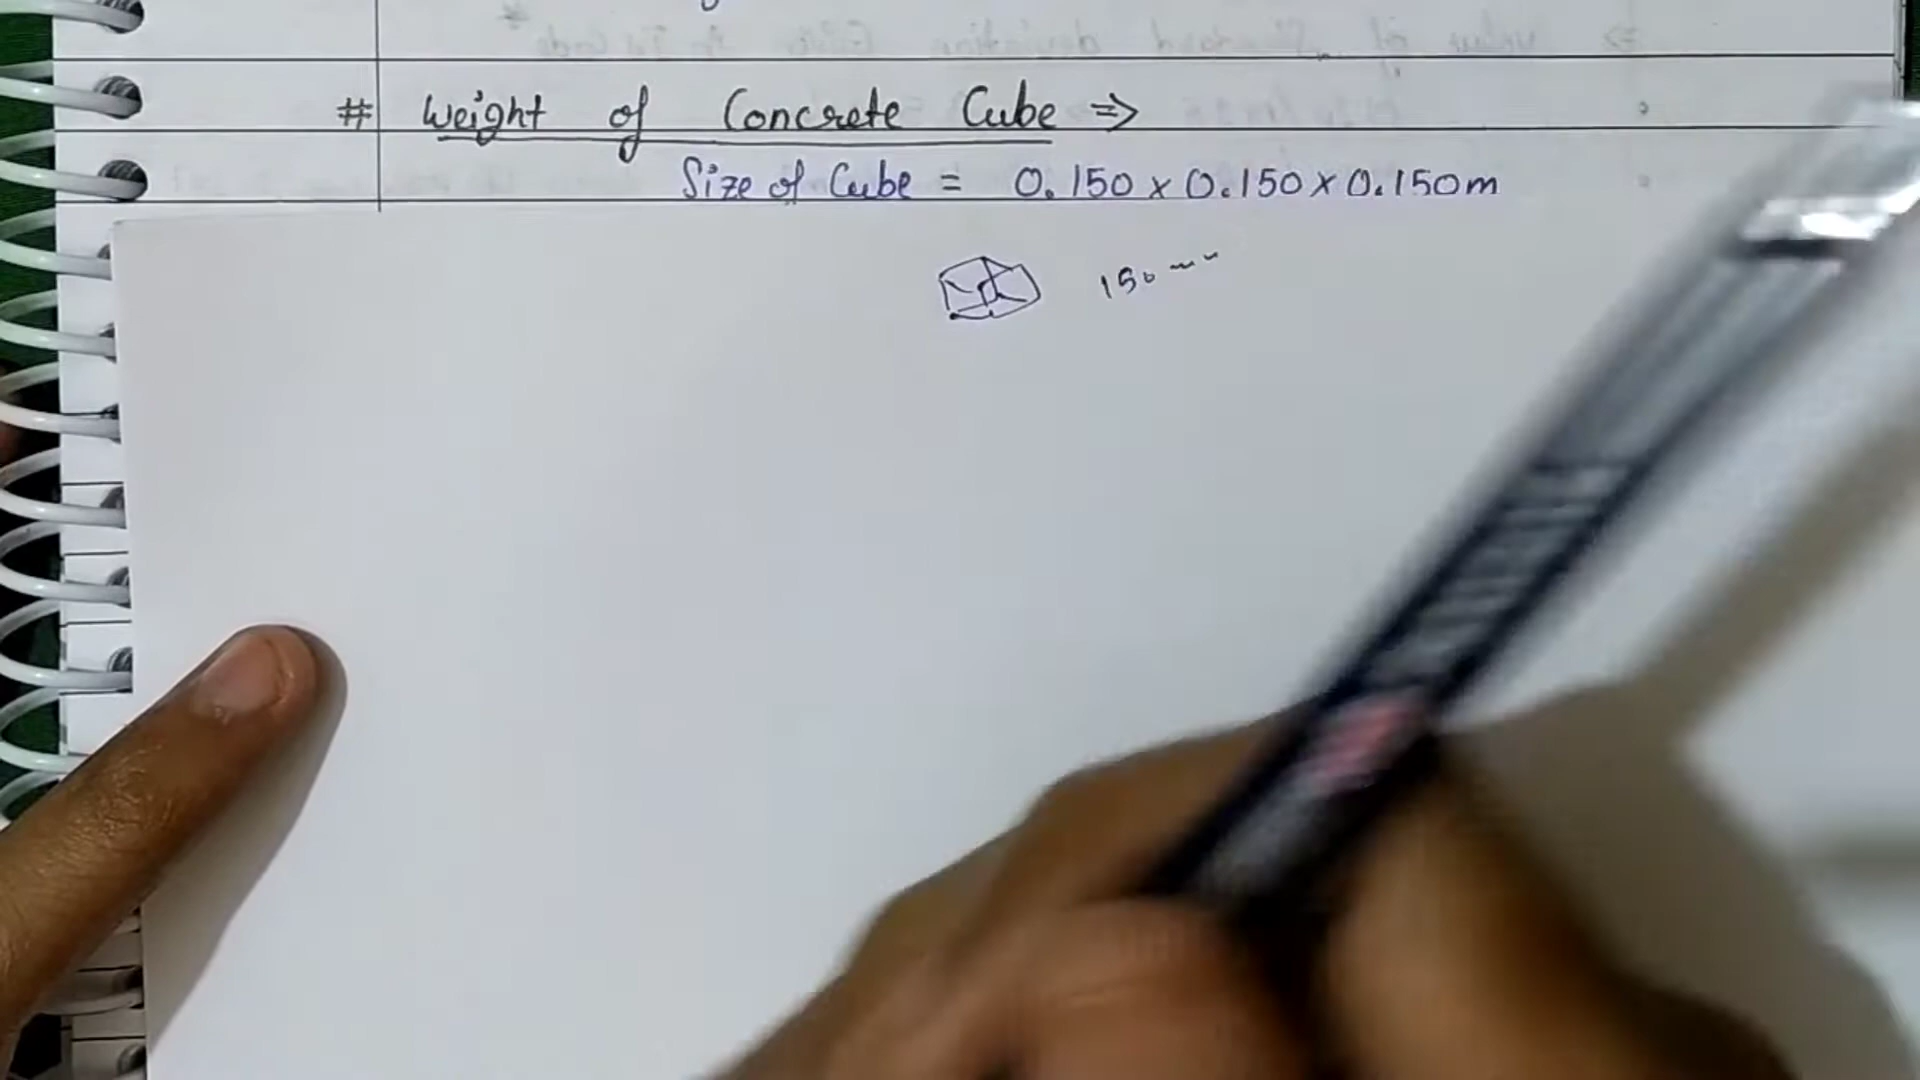 # Weight of Concrete Cube ⇒
Size of Cube = 0.150 x 0.150 x 0.150m
150 mm